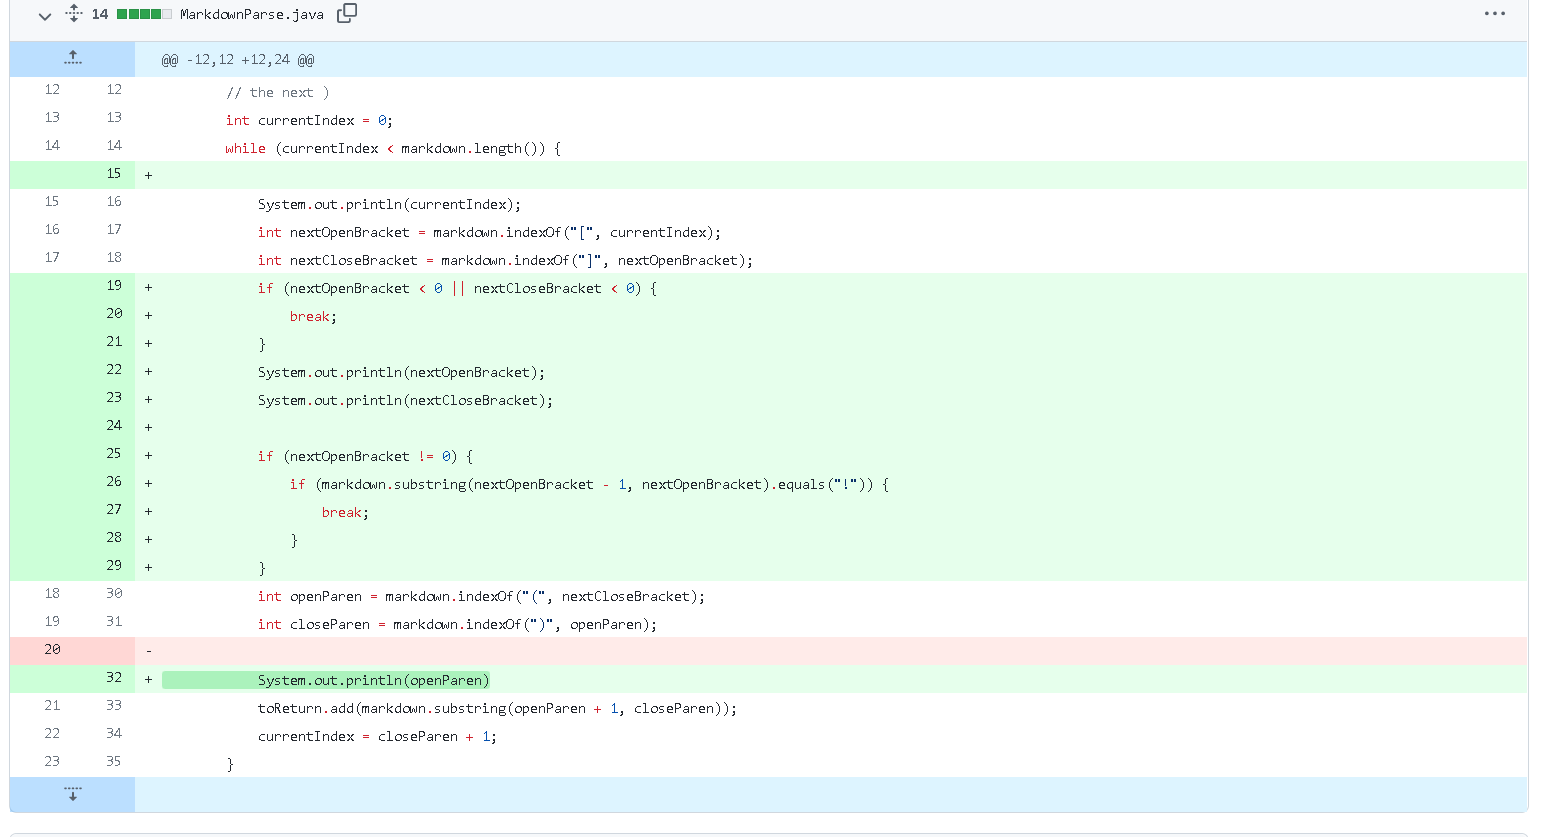 14 MarkdownParse.java
@@ -12,12 +12,24 @@
12 12 // the next )
13 13 int currentIndex = 0;
14 14 while (currentIndex < markdown.length()) {
15 +
15 16 System.out.println(currentIndex);
16 17 int nextOpenBracket = markdown.indexOf("[", currentIndex);
17 18 int nextCloseBracket = markdown.indexOf("]", nextOpenBracket);
19 + if (nextOpenBracket < 0 || nextCloseBracket < 0) {
20 + break;
21 + }
22 + System.out.println(nextOpenBracket);
23 + System.out.println(nextCloseBracket);
24 +
25 + if (nextOpenBracket != 0) {
26 + if (markdown.substring(nextOpenBracket - 1, nextOpenBracket).equals("!")) {
27 + break;
28 + }
29 + }
18 30 int openParen = markdown.indexOf("(", nextCloseBracket);
19 31 int closeParen = markdown.indexOf(")", openParen);
20 -
32 + System.out.println(openParen)
21 33 toReturn.add(markdown.substring(openParen + 1, closeParen));
22 34 currentIndex = closeParen + 1;
23 35 }